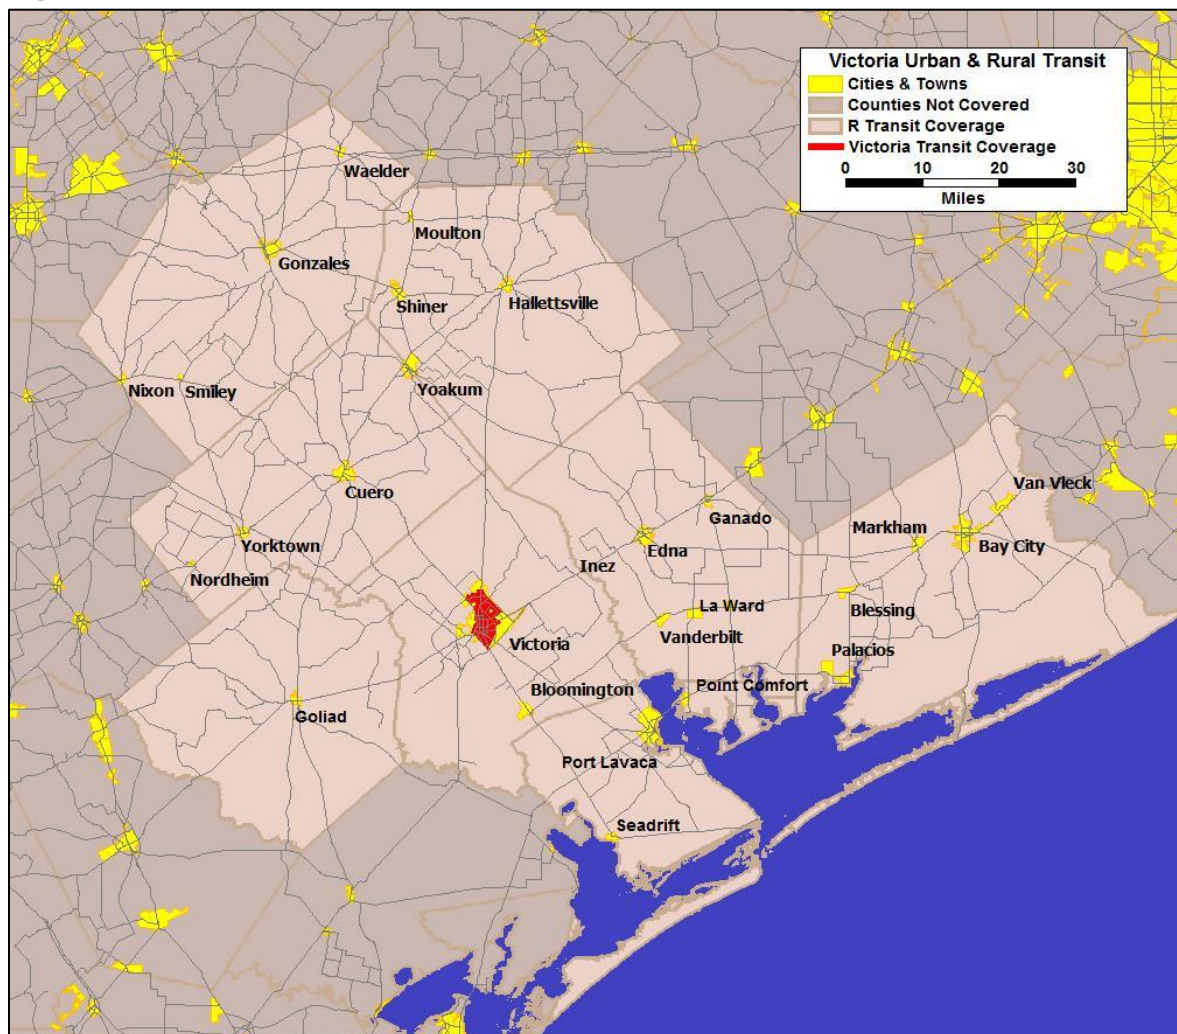 Victoria Urban & Rural Transit
Cities & Towns
Counties Not Covered
R Transit Coverage
Victoria Transit Coverage
0 10 20 30
Miles
Waelder
Moulton
Gonzales
Shiner
Hallettsville
Nixon
Smiley
Yoakum
Cuero
Van Vleck
Ganado
Markham
Yorktown
Edna
Bay City
Inez
Nordheim
La Ward
Blessing
Victoria
Vanderbilt
Palacios
Bloomington
Point Comfort
Goliad
Port Lavaca
Seadrift